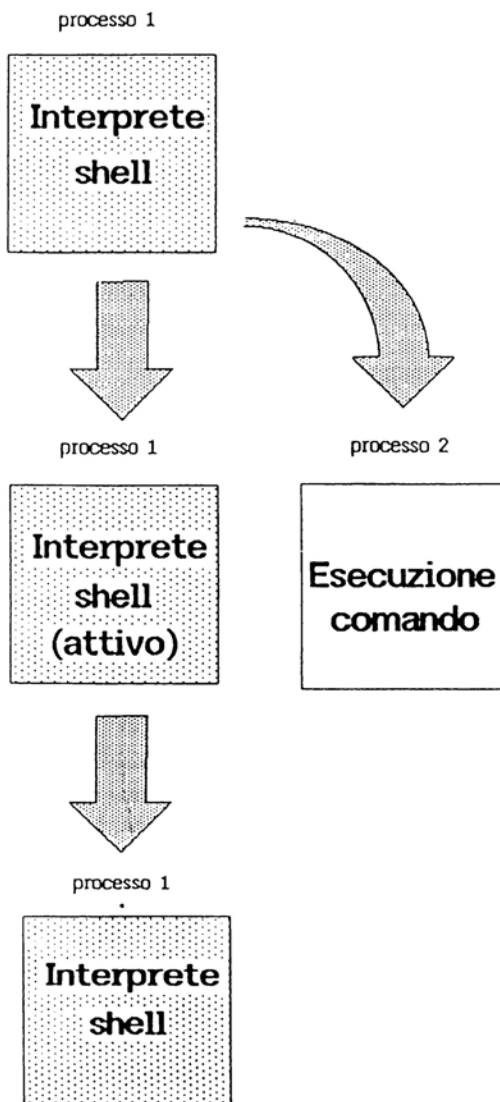 processo 1
Interprete
shell
processo 1
processo 2
Interprete
shell
(attivo)
Esecuzione
comando
processo 1
Interprete
shell